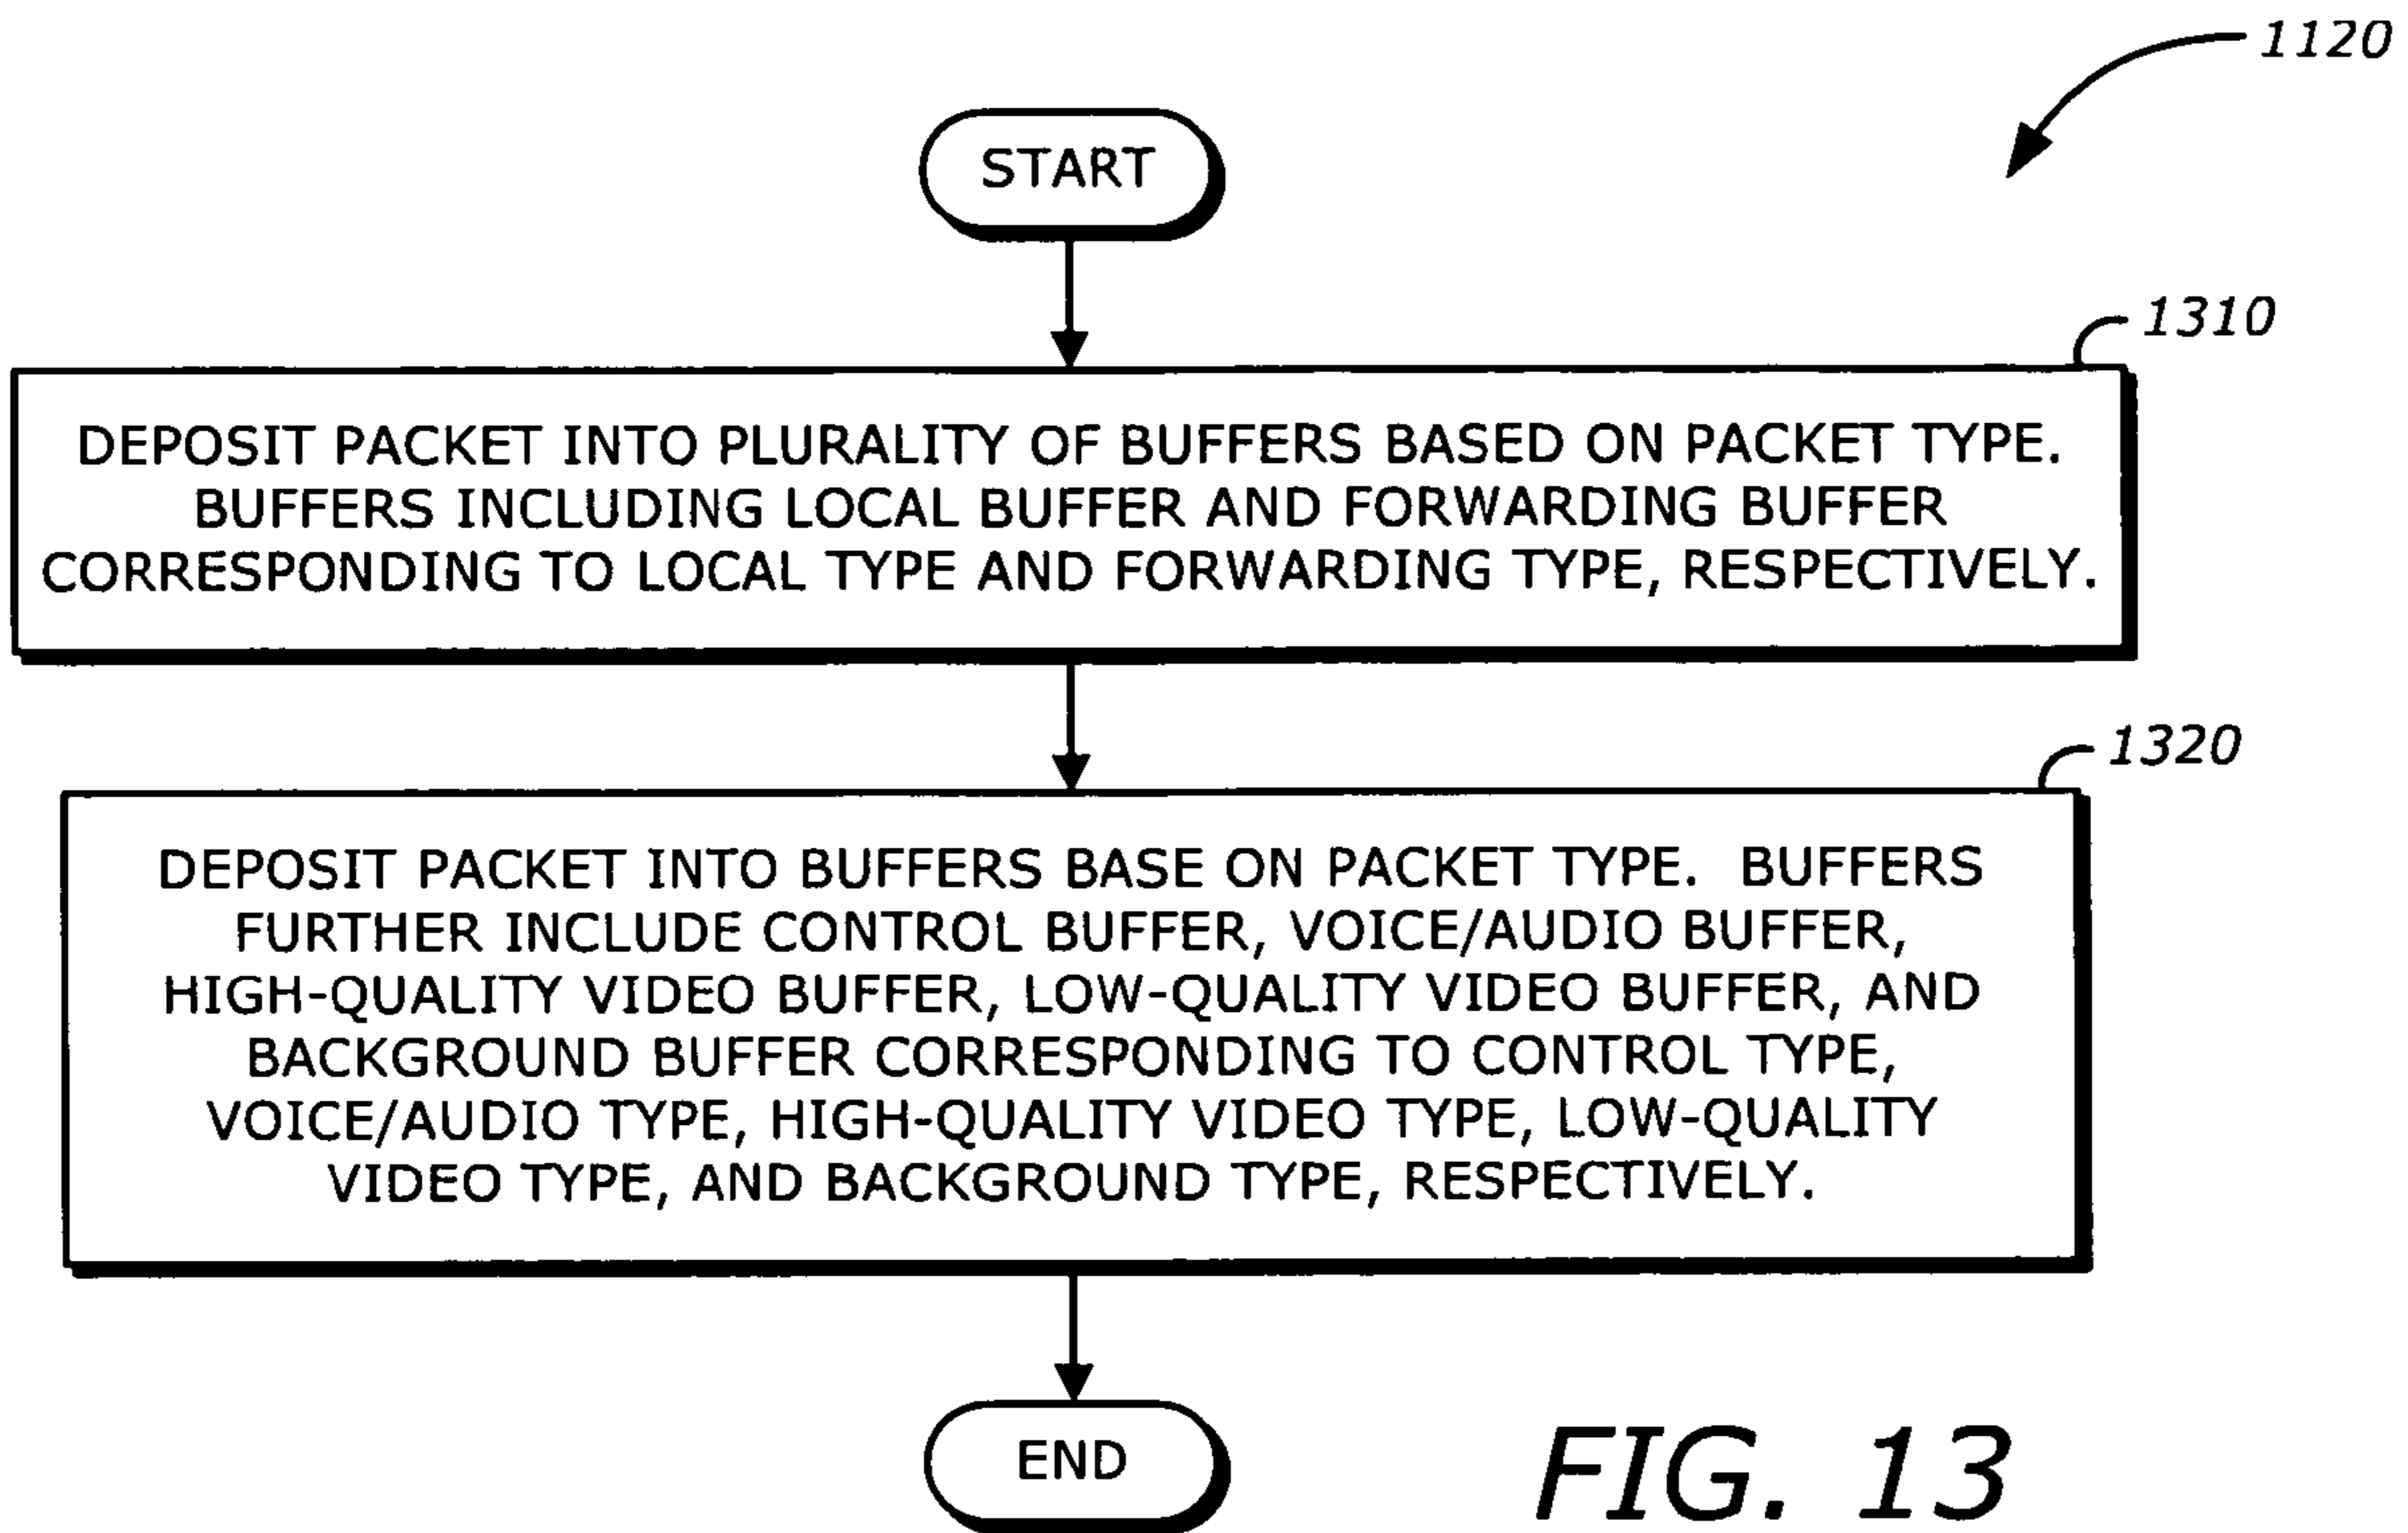 1120
START
1310
DEPOSIT PACKET INTO PLURALITY OF BUFFERS BASED ON PACKET TYPE.
BUFFERS INCLUDING LOCAL BUFFER AND FORWARDING BUFFER
CORRESPONDING TO LOCAL TYPE AND FORWARDING TYPE, RESPECTIVELY.
1320
DEPOSIT PACKET INTO BUFFERS BASE ON PACKET TYPE. BUFFERS
FURTHER INCLUDE CONTROL BUFFER, VOICE/AUDIO BUFFER,
HIGH-QUALITY VIDEO BUFFER, LOW-QUALITY VIDEO BUFFER, AND
BACKGROUND BUFFER CORRESPONDING TO CONTROL TYPE,
VOICE/AUDIO TYPE, HIGH-QUALITY VIDEO TYPE, LOW-QUALITY
VIDEO TYPE, AND BACKGROUND TYPE, RESPECTIVELY.
END
FIG. 13